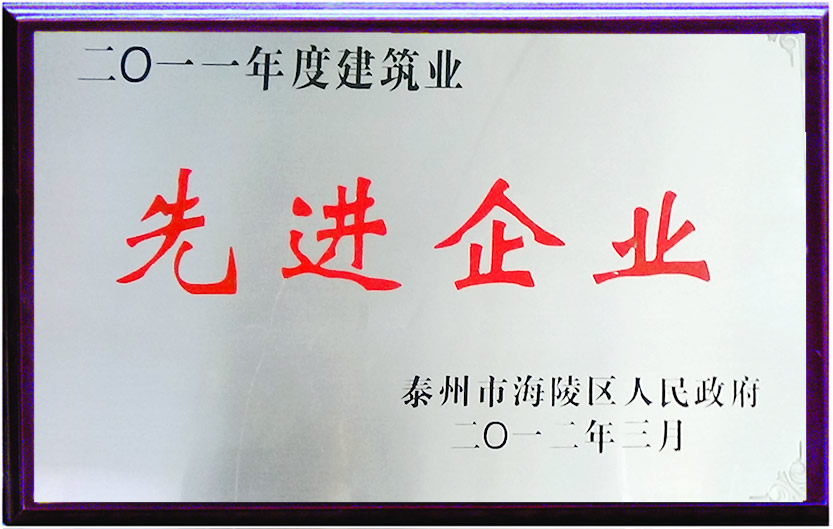 二〇一一年度建筑业
先进企业
泰州市海陵区人民政府
二〇一二年三月